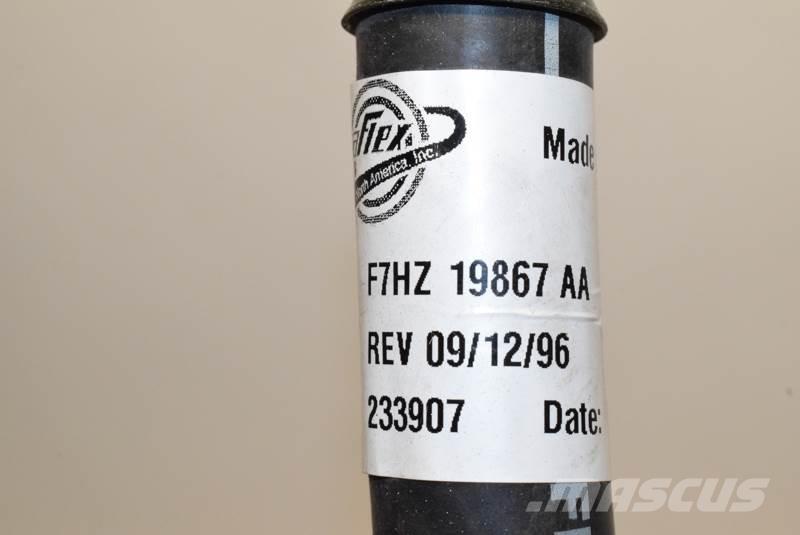 Flex
North America, Inc.
Made
F7HZ 19867 AA
REV 09/12/96
233907 Date:
MASCUS